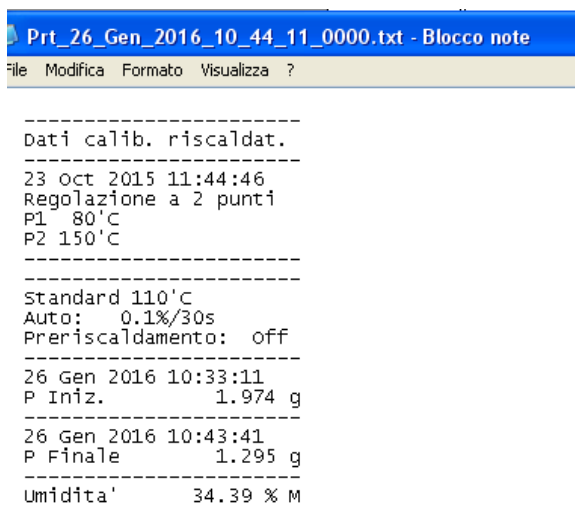 Prt_26_Gen_2016_10_44_11_0000.txt - Blocco note
File Modifica Formato Visualizza ?
-----------------------
Dati calib. riscaldat.
-----------------------
23 Oct 2015 11:44:46
Regolazione a 2 punti
P1  80'C
P2 150'C
-----------------------
-----------------------
Standard 110'C
Auto:   0.1%/30s
Preriscaldamento:  Off
-----------------------
26 Gen 2016 10:33:11
P Iniz.         1.974 g
-----------------------
26 Gen 2016 10:43:41
P Finale        1.295 g
-----------------------
Umidita'      34.39 % M